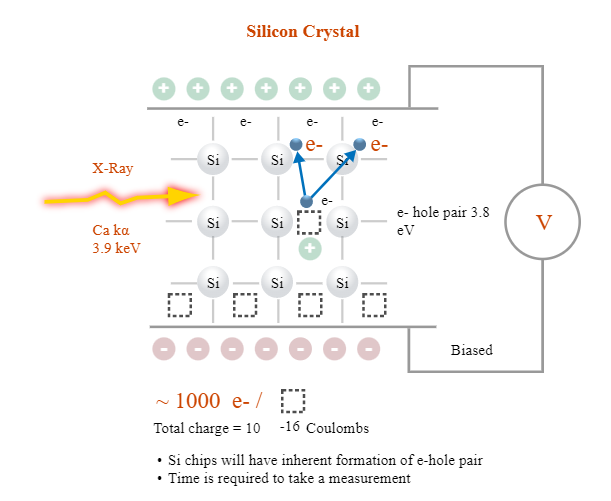 Silicon Crystal
+ + + + + + +
e- e- e- e-
e- e-
X-Ray
Si Si Si
e-
Ca kα
3.9 keV
Si Si Si
e- hole pair 3.8
eV
V
+
Si Si Si
- - - - - - -
Biased
~ 1000 e- /
Total charge = 10 -16 Coulombs
• Si chips will have inherent formation of e-hole pair
• Time is required to take a measurement